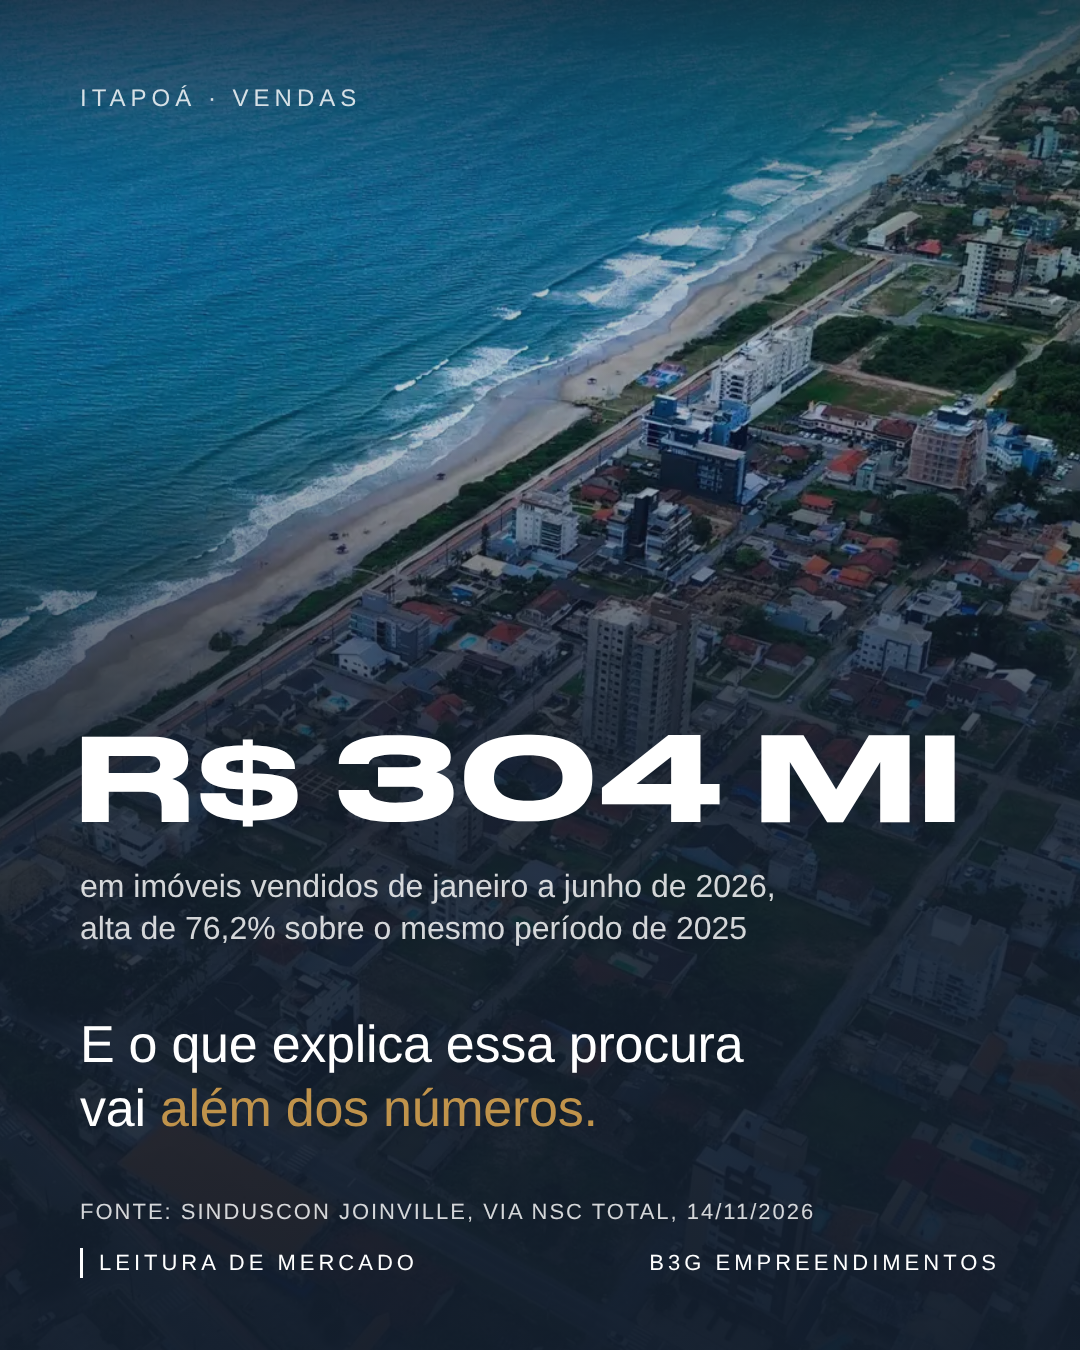 ITAPOÁ · VENDAS
R$ 304 MI
em imóveis vendidos de janeiro a junho de 2026,
alta de 76,2% sobre o mesmo período de 2025
E o que explica essa procura
vai além dos números.
FONTE: SINDUSCON JOINVILLE, VIA NSC TOTAL, 14/11/2026
LEITURA DE MERCADO
B3G EMPREENDIMENTOS